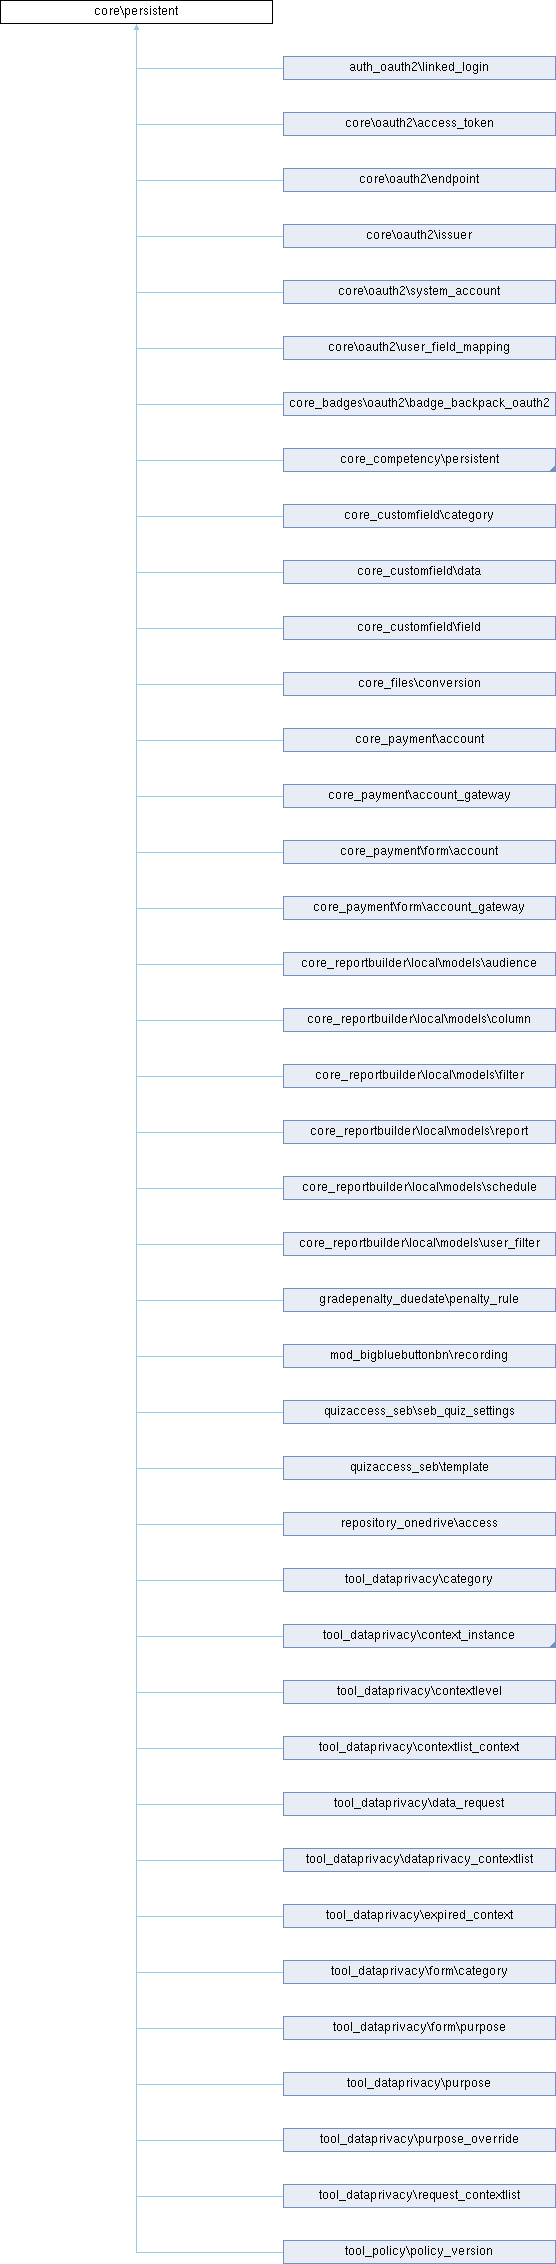 core\persistent
auth_oauth2\linked_login
core\oauth2\access_token
core\oauth2\endpoint
core\oauth2\issuer
core\oauth2\system_account
core\oauth2\user_field_mapping
core_badges\oauth2\badge_backpack_oauth2
core_competency\persistent
core_customfield\category
core_customfield\data
core_customfield\field
core_files\conversion
core_payment\account
core_payment\account_gateway
core_payment\form\account
core_payment\form\account_gateway
core_reportbuilder\local\models\audience
core_reportbuilder\local\models\column
core_reportbuilder\local\models\filter
core_reportbuilder\local\models\report
core_reportbuilder\local\models\schedule
core_reportbuilder\local\models\user_filter
gradepenalty_duedate\penalty_rule
mod_bigbluebuttonbn\recording
quizaccess_seb\seb_quiz_settings
quizaccess_seb\template
repository_onedrive\access
tool_dataprivacy\category
tool_dataprivacy\context_instance
tool_dataprivacy\contextlevel
tool_dataprivacy\contextlist_context
tool_dataprivacy\data_request
tool_dataprivacy\dataprivacy_contextlist
tool_dataprivacy\expired_context
tool_dataprivacy\form\category
tool_dataprivacy\form\purpose
tool_dataprivacy\purpose
tool_dataprivacy\purpose_override
tool_dataprivacy\request_contextlist
tool_policy\policy_version